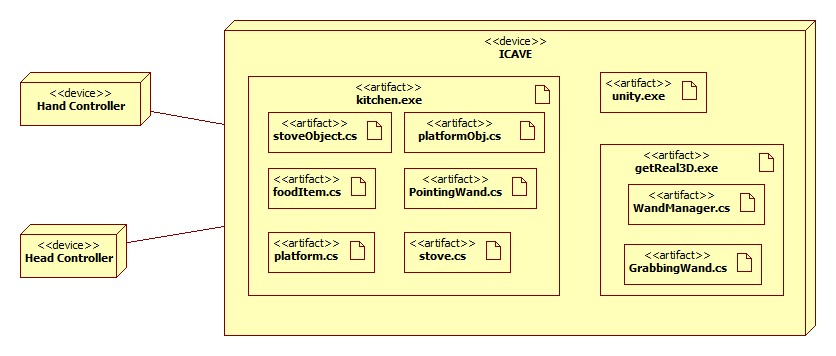 <<device>>
ICAVE
<<device>>
Hand Controller
<<device>>
Head Controller
<<artifact>>
kitchen.exe
<<artifact>>
stoveObject.cs
<<artifact>>
platformObj.cs
<<artifact>>
foodItem.cs
<<artifact>>
PointingWand.cs
<<artifact>>
platform.cs
<<artifact>>
stove.cs
<<artifact>>
unity.exe
<<artifact>>
getReal3D.exe
<<artifact>>
WandManager.cs
<<artifact>>
GrabbingWand.cs